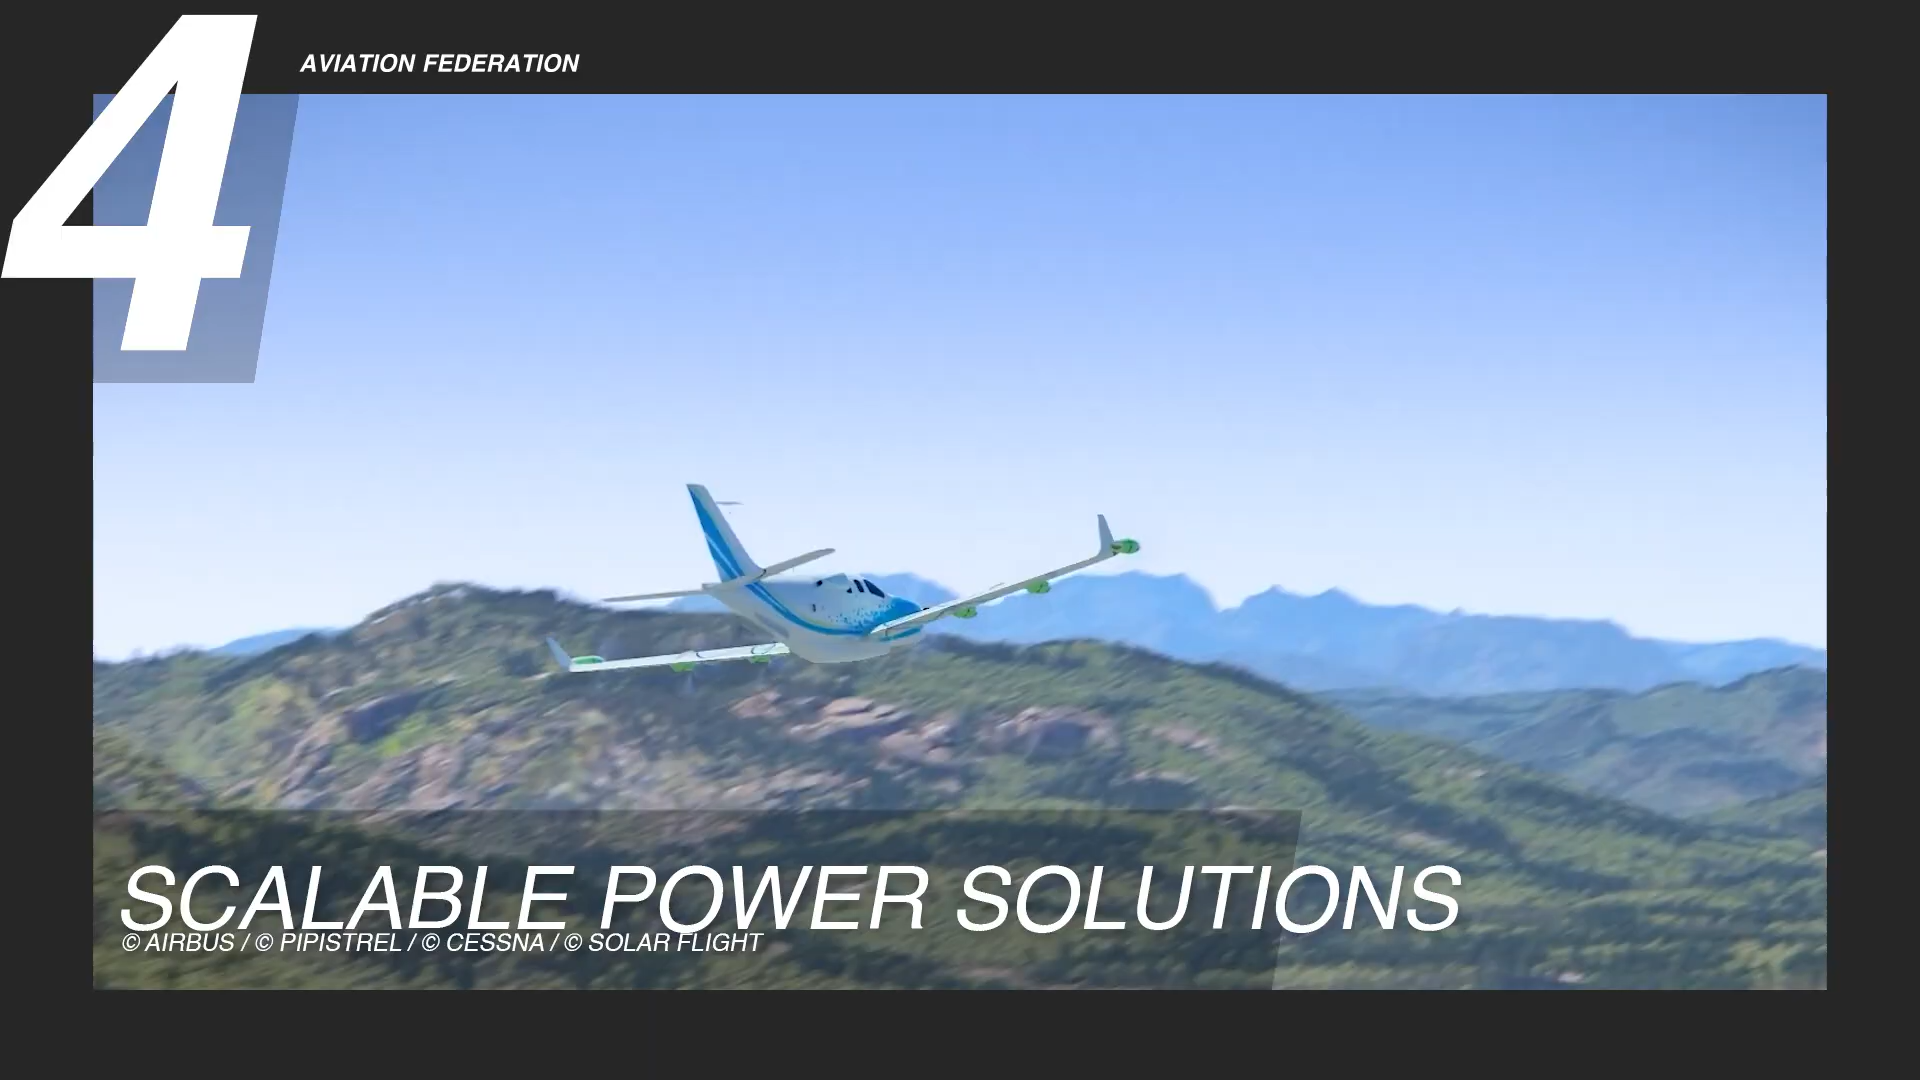 4
AVIATION FEDERATION
SCALABLE POWER SOLUTIONS
© AIRBUS / © PIPISTREL / © CESSNA / © SOLAR FLIGHT